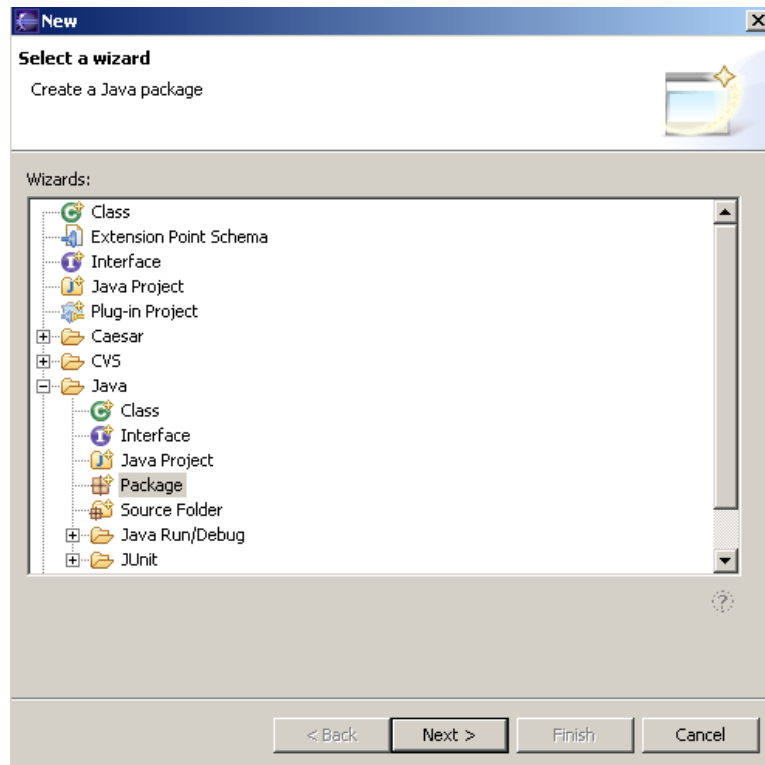 New
Select a wizard
Create a Java package
Wizards:
Class
Extension Point Schema
Interface
Java Project
Plug-in Project
Caesar
CVS
Java
Class
Interface
Java Project
Package
Source Folder
Java Run/Debug
JUnit
< Back Next > Finish Cancel